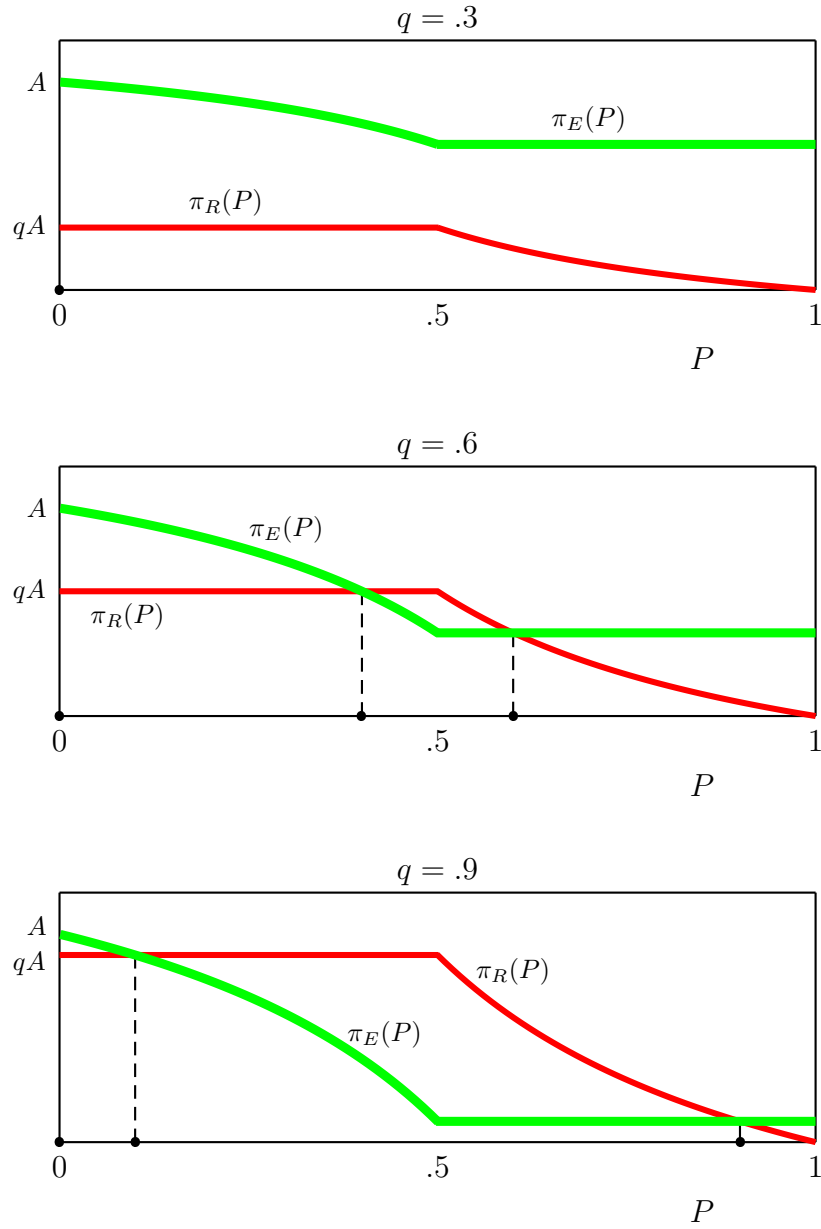 q = .3
A
π_E(P)
π_R(P)
qA
0 .5 1
P
q = .6
A
π_E(P)
qA
π_R(P)
0 .5 1
P
q = .9
A
qA
π_R(P)
π_E(P)
0 .5 1
P